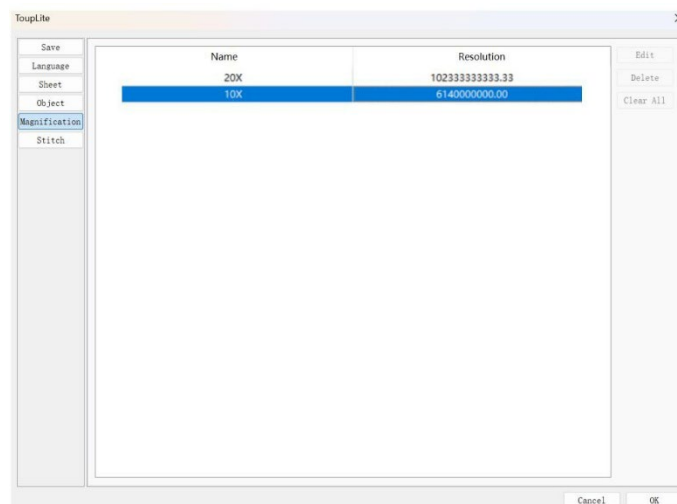 ToupLite
Save
Language
Sheet
Object
Magnification
Stitch
Name Resolution
20X 102333333333.33
10X 6140000000.00
Edit
Delete
Clear All
Cancel OK